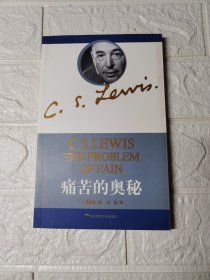 C. S. Lewis.
C.S.LEWIS
THE PROBLEM
OF PAIN
痛苦的奥秘